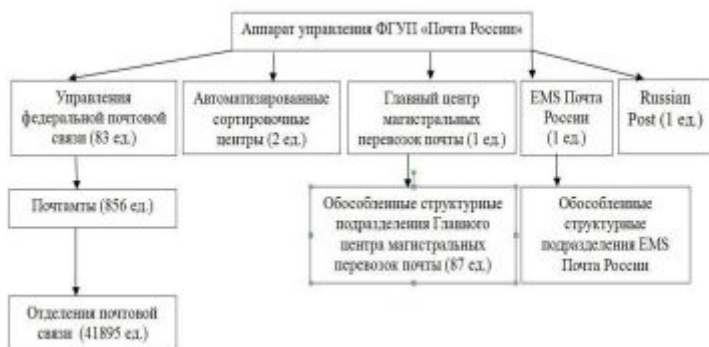 Аппарат управления ФГУП «Почта России»
Управления
федеральной почтовой
связи (83 ед.)
Автоматизированные
сортировочные
центры (2 ед.)
Главный центр
магистральных
перевозок почты (1 ед.)
EMS Почта
России
(1 ед.)
Russian
Post (1 ед.)
Почтамты (856 ед.)
Обособленные структурные
подразделения Главного
центра магистральных
перевозок почты (87 ед.)
Обособленные
структурные
подразделения EMS
Почта России
Отделения почтовой
связи (41895 ед.)